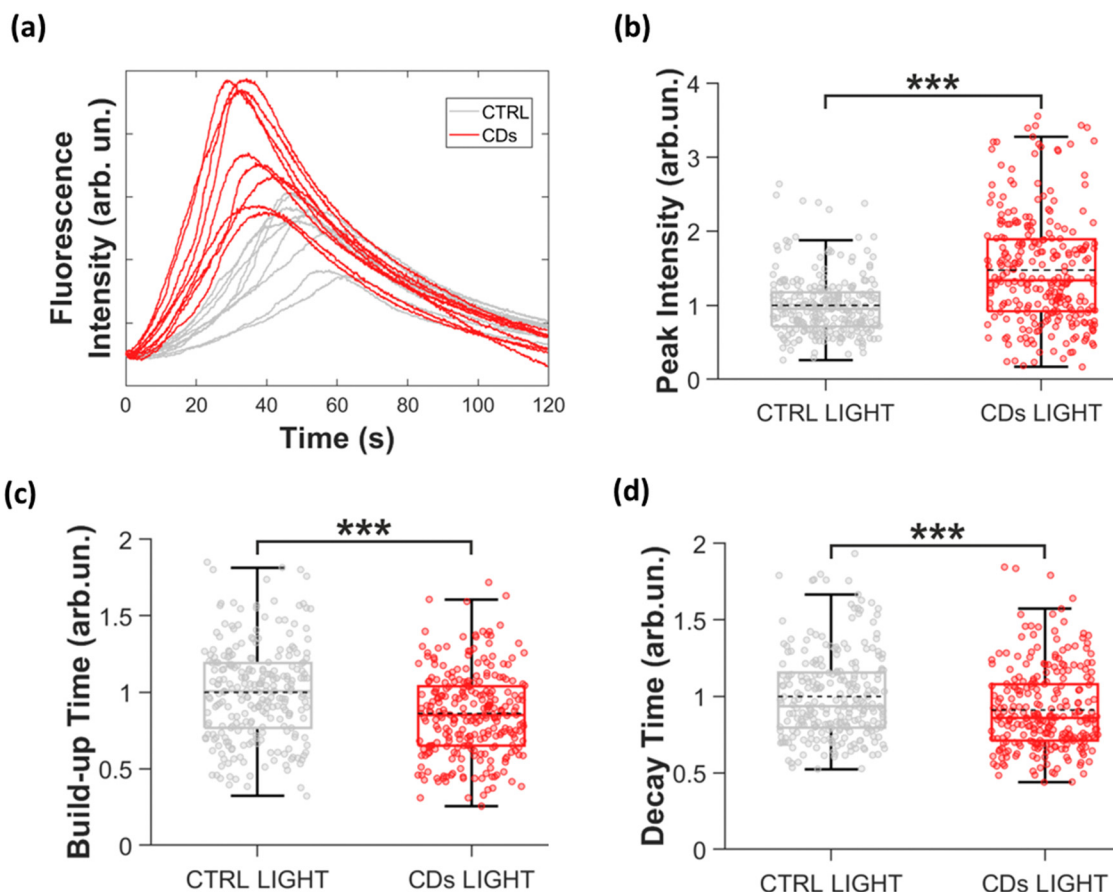 (a)
Fluorescence
Intensity (arb. un.)
CTRL
CDs
0 20 40 60 80 100 120
Time (s)
(b)
Peak Intensity (arb.un.)
4
3
2
1
0
***
CTRL LIGHT CDs LIGHT
(c)
Build-up Time (arb.un.)
2
1.5
1
0.5
0
***
CTRL LIGHT CDs LIGHT
(d)
Decay Time (arb.un.)
2
1.5
1
0.5
0
***
CTRL LIGHT CDs LIGHT